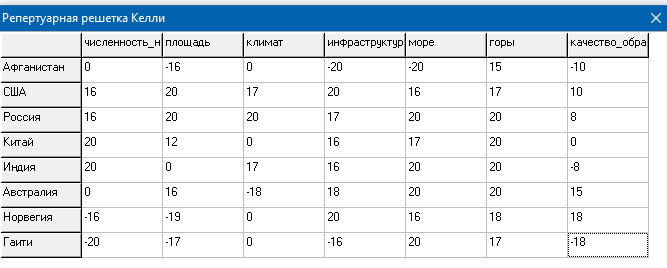 Репертуарная решетка Келли
численность_н площадь климат инфраструктур море горы качество_обра
Афганистан 0 -16 0 -20 -20 15 -10
США 16 20 17 20 16 17 10
Россия 16 20 20 17 20 20 8
Китай 20 12 0 16 17 20 0
Индия 20 0 17 16 20 20 -8
Австралия 0 16 -18 18 20 20 15
Норвегия -16 -19 0 20 16 18 18
Гаити -20 -17 0 -16 20 17 -18